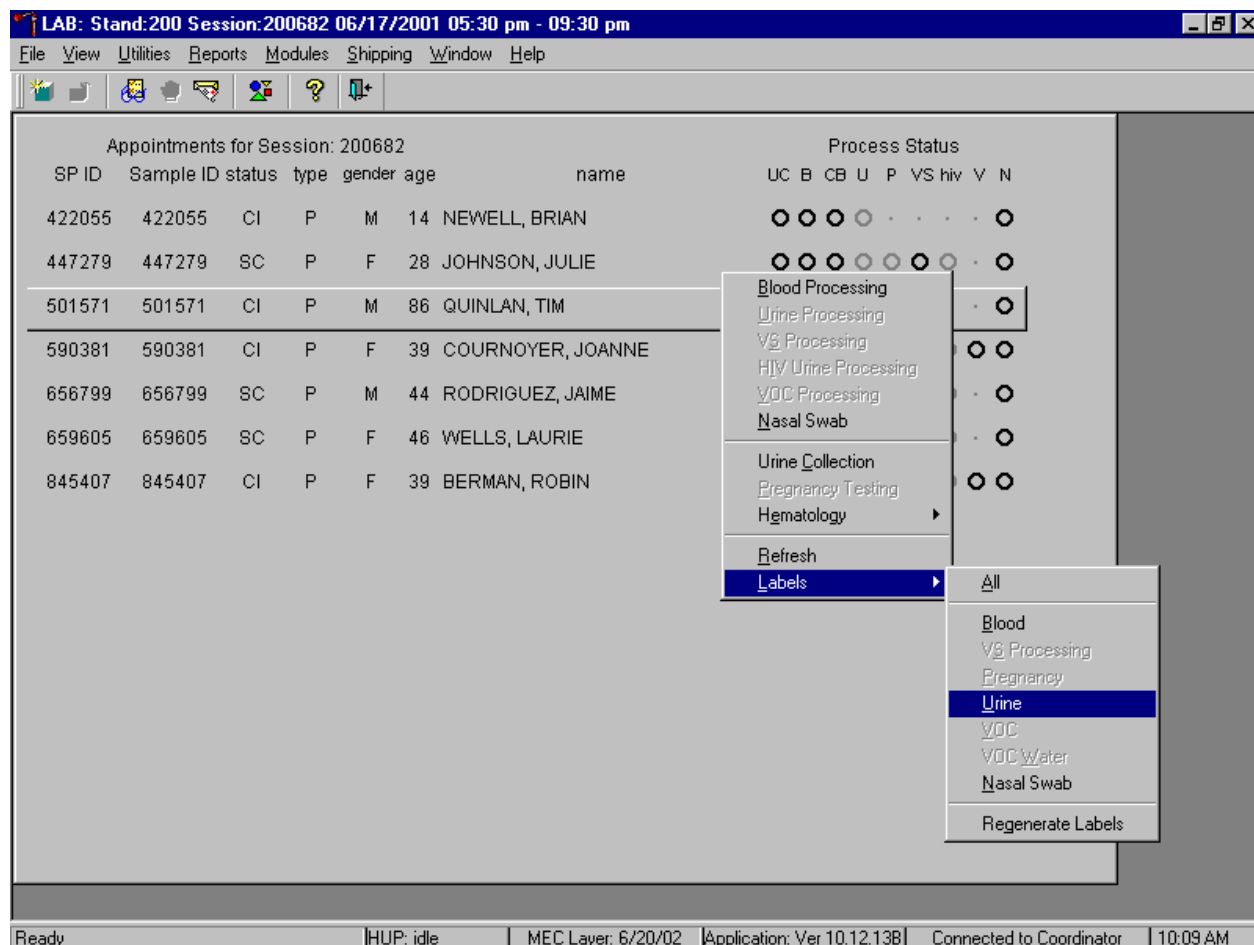 LAB: Stand:200 Session:200682 06/17/2001 05:30 pm - 09:30 pm
File View Utilities Reports Modules Shipping Window Help
Appointments for Session: 200682 Process Status
SP ID Sample ID status type gender age name UC B CB U P VS hiv V N
422055 422055 CI P M 14 NEWELL, BRIAN
447279 447279 SC P F 28 JOHNSON, JULIE
501571 501571 CI P M 86 QUINLAN, TIM
590381 590381 CI P F 39 COURNOYER, JOANNE
656799 656799 SC P M 44 RODRIGUEZ, JAIME
659605 659605 SC P F 46 WELLS, LAURIE
845407 845407 CI P F 39 BERMAN, ROBIN
Blood Processing
Urine Processing
VS Processing
HIV Urine Processing
VOC Processing
Nasal Swab
Urine Collection
Pregnancy Testing
Hematology
Refresh
Labels
All
Blood
VS Processing
Pregnancy
Urine
VOC
VOC Water
Nasal Swab
Regenerate Labels
Ready HUP: idle MEC Layer: 6/20/02 Application: Ver 10.12.13B Connected to Coordinator 10:09 AM